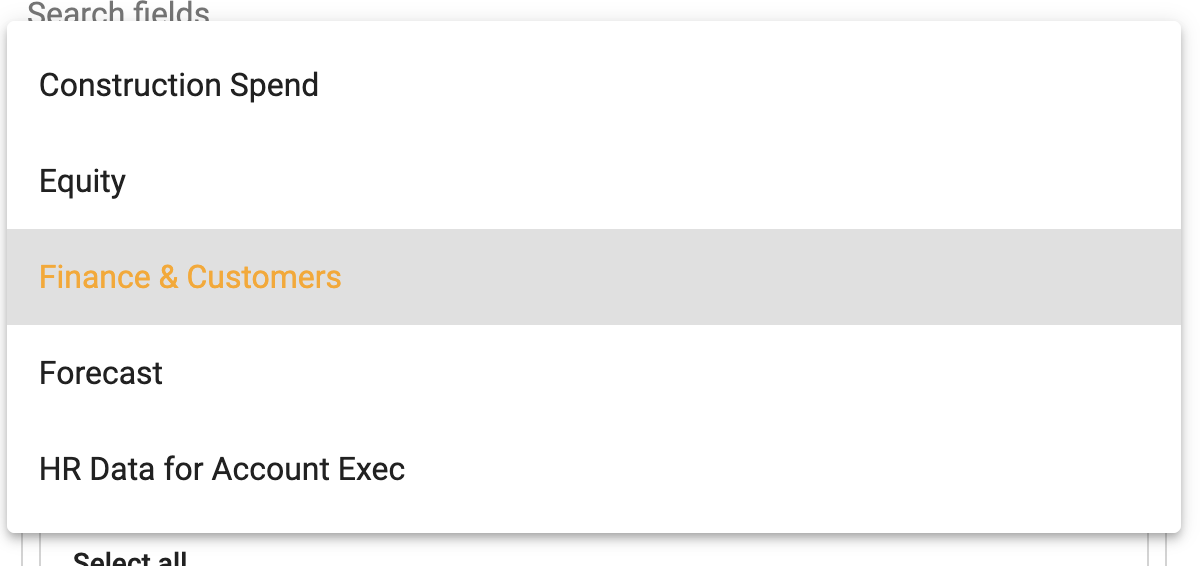 Search fields
Construction Spend
Equity
Finance & Customers
Forecast
HR Data for Account Exec
Select all